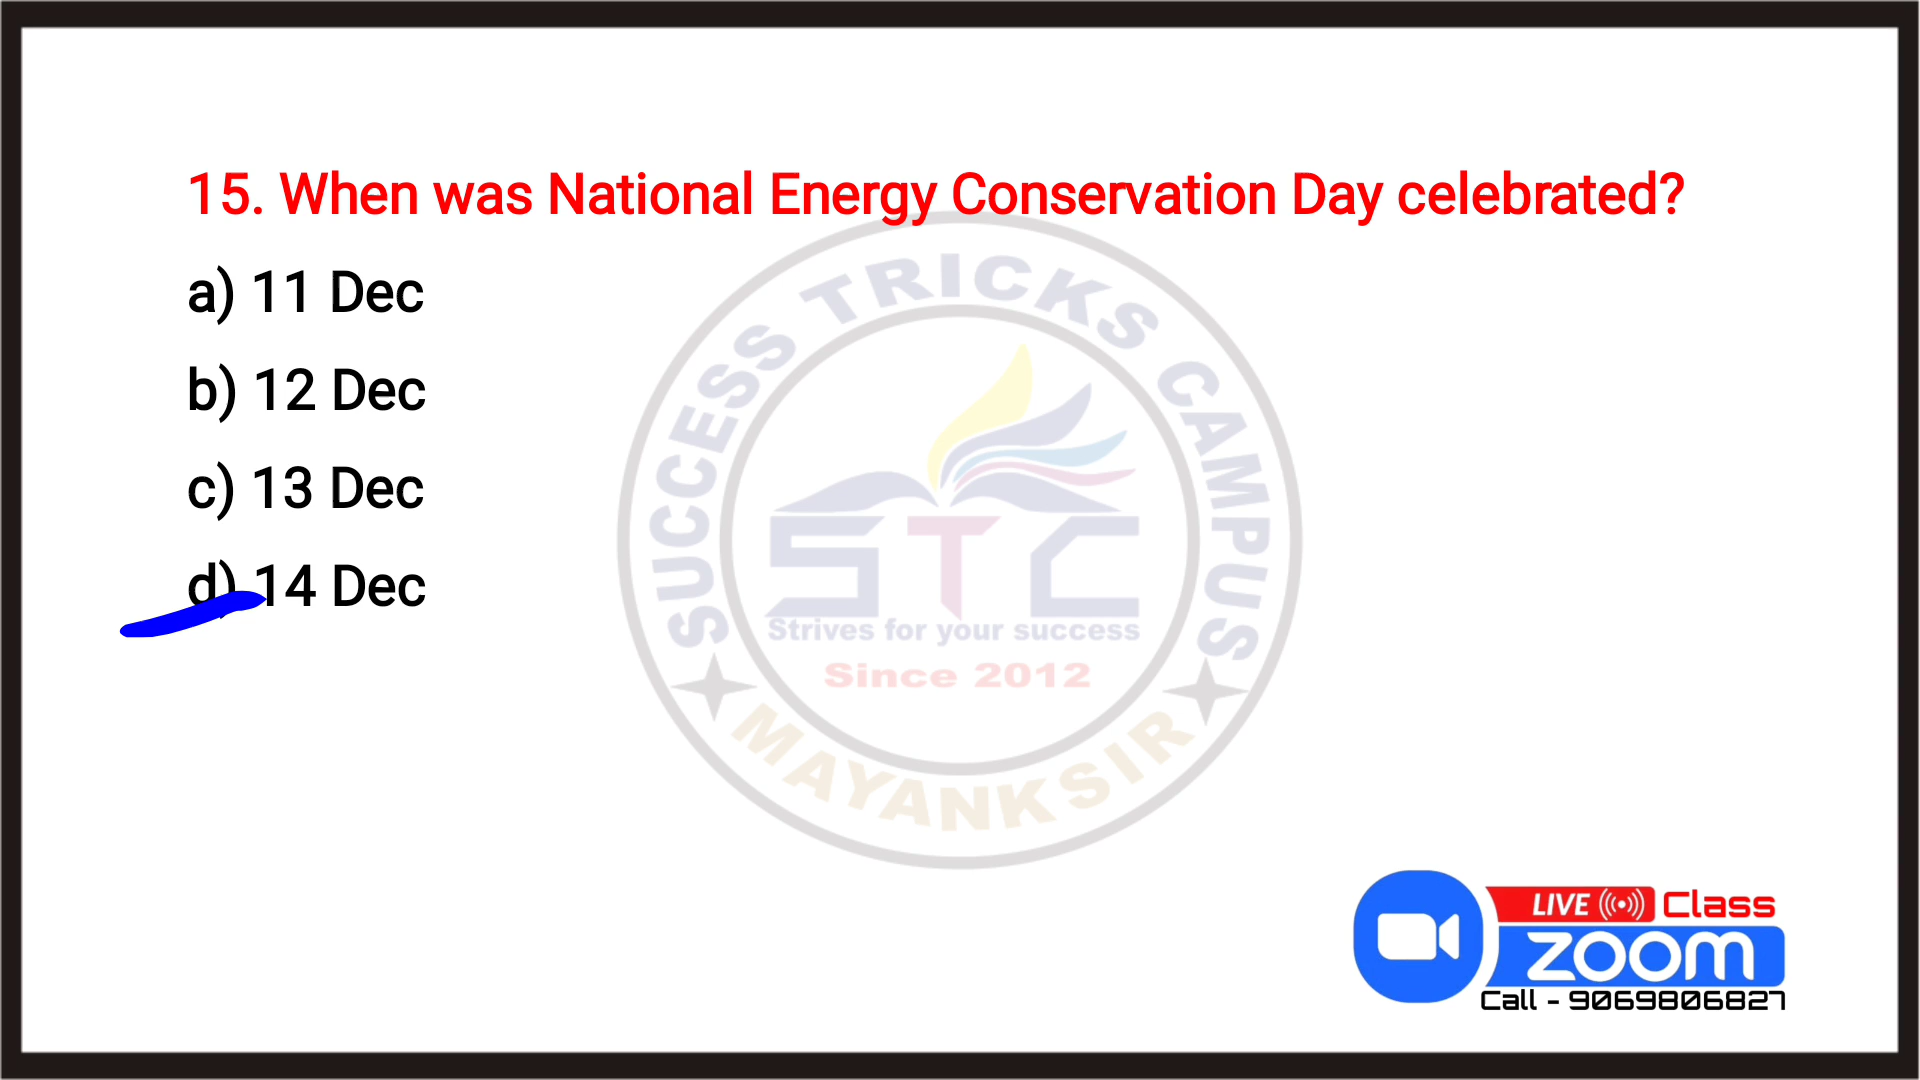 15. When was National Energy Conservation Day celebrated?
a) 11 Dec
b) 12 Dec
c) 13 Dec
d) 14 Dec
SUCCESS TRICKS CAMPUS
STC
Strives for your success
Since 2012
MAYANKSIR
LIVE Class
zoom
Call - 9069806827